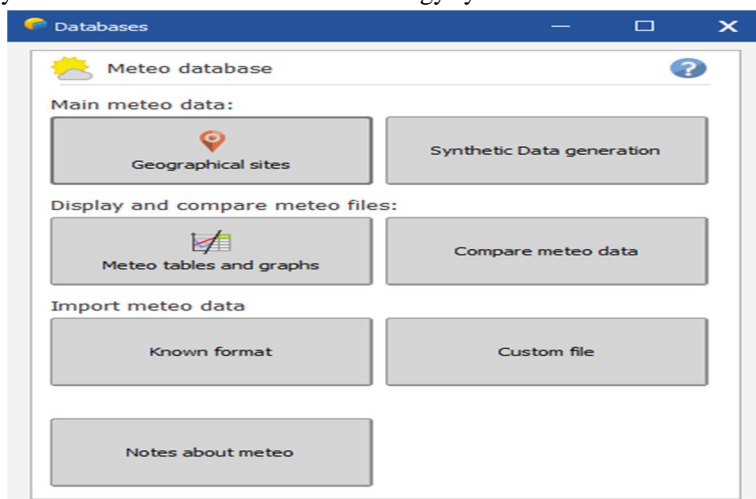 Databases
Meteo database
?
Main meteo data:
Geographical sites
Synthetic Data generation
Display and compare meteo files:
Meteo tables and graphs
Compare meteo data
Import meteo data
Known format
Custom file
Notes about meteo